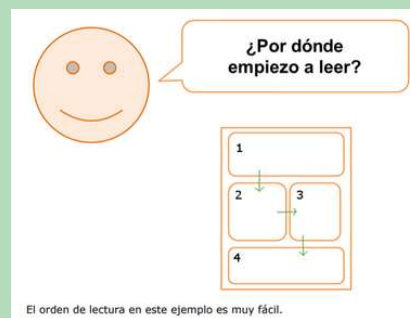 ¿Por dónde
empiezo a leer?
1
2
3
4
El orden de lectura en este ejemplo es muy fácil.